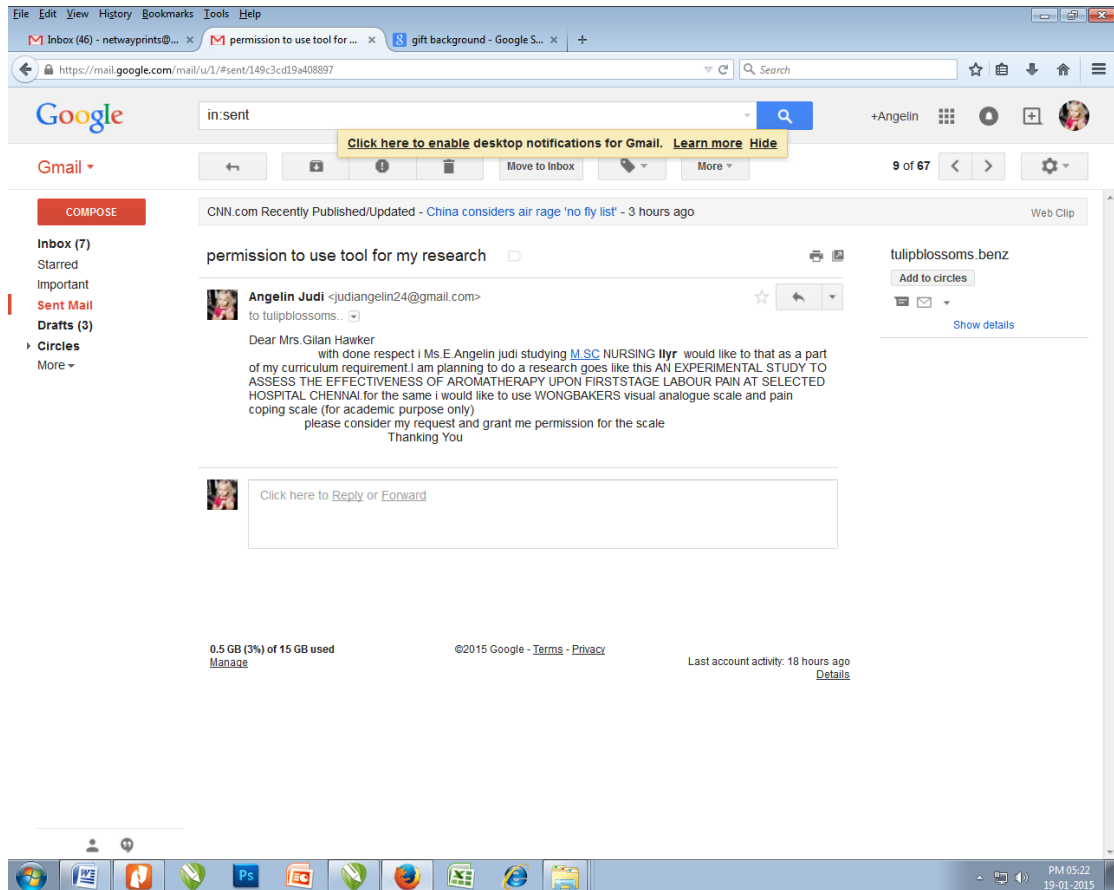 File Edit View History Bookmarks Tools Help
Inbox (46) - netwayprints@... × permission to use tool for ... × gift background - Google S... × +
https://mail.google.com/mail/u/1/#sent/149c3cd19a408897 Search
Google in:sent +Angelin
Click here to enable desktop notifications for Gmail. Learn more Hide
Gmail Move to Inbox More 9 of 67
COMPOSE
CNN.com Recently Published/Updated - China considers air rage 'no fly list' - 3 hours ago Web Clip
Inbox (7)
Starred
Important
Sent Mail
Drafts (3)
Circles
More
permission to use tool for my research
Angelin Judi <judiangelin24@gmail.com>
to tulipblossoms..
Dear Mrs.Gilan Hawker
with done respect i Ms.E.Angelin judi studying M.SC NURSING IIyr would like to that as a part
of my curriculum requirement.I am planning to do a research goes like this AN EXPERIMENTAL STUDY TO
ASSESS THE EFFECTIVENESS OF AROMATHERAPY UPON FIRSTSTAGE LABOUR PAIN AT SELECTED
HOSPITAL CHENNAI.for the same i would like to use WONGBAKERS visual analogue scale and pain
coping scale (for academic purpose only)
please consider my request and grant me permission for the scale
Thanking You
Click here to Reply or Forward
tulipblossoms.benz
Add to circles
Show details
0.5 GB (3%) of 15 GB used
Manage
©2015 Google - Terms - Privacy
Last account activity: 18 hours ago
Details
Ps
PM 05:22
19-01-2015